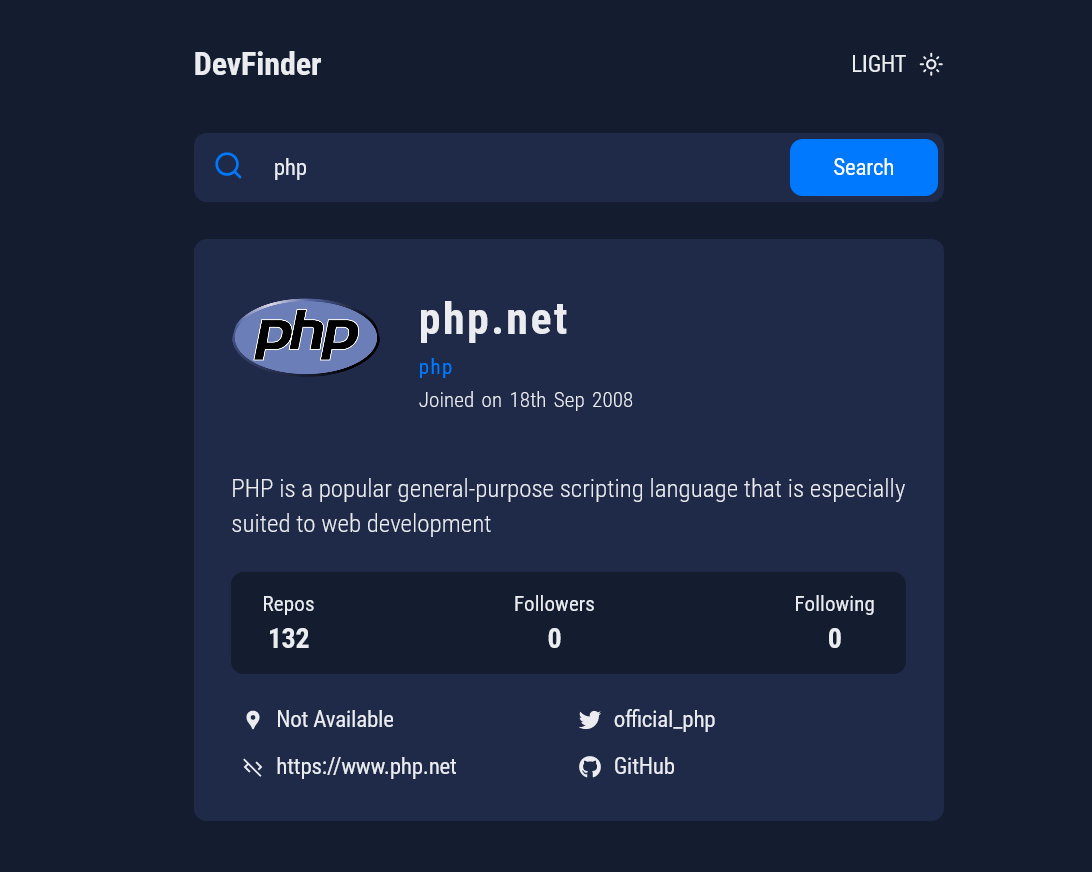 DevFinder
LIGHT
php
Search
php
php.net
php
Joined on 18th Sep 2008
PHP is a popular general-purpose scripting language that is especially
suited to web development
Repos
Followers
Following
132
0
0
Not Available
official_php
https://www.php.net
GitHub